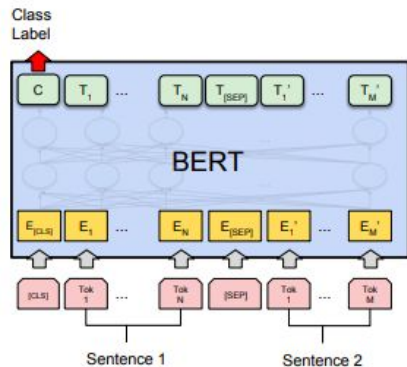 Class
Label
C T1 ... TN T[SEP] T1' ... TM'
BERT
E[CLS] E1 ... EN E[SEP] E1' ... EM'
[CLS] Tok 1 ... Tok N [SEP] Tok 1 ... Tok M
Sentence 1 Sentence 2